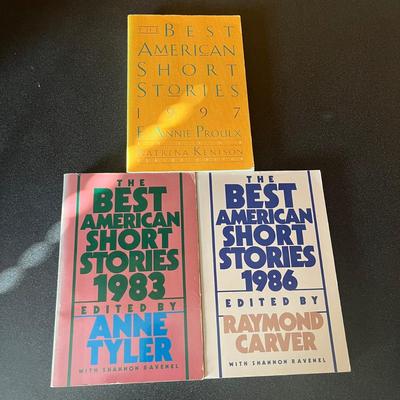 THE BEST
AMERICAN
SHORT
STORIES
1997
E. ANNIE PROULX
KATRINA KENISON
THE
BEST
AMERICAN
SHORT
STORIES
1983
EDITED BY
ANNE
TYLER
WITH SHANNON RAVENEL
THE
BEST
AMERICAN
SHORT
STORIES
1986
EDITED BY
RAYMOND
CARVER
WITH SHANNON RAVENEL